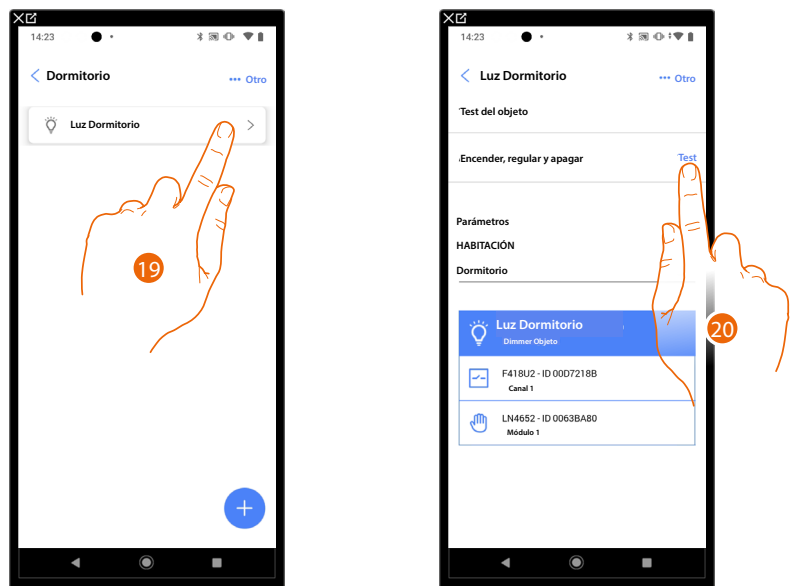 14:23
Dormitorio
••• Otro
Luz Dormitorio
19
14:23
Luz Dormitorio
••• Otro
Test del objeto
Encender, regular y apagar
Test
Parámetros
HABITACIÓN
Dormitorio
Luz Dormitorio
Dimmer Objeto
F418U2 - ID 00D7218B
Canal 1
LN4652 - ID 0063BA80
Módulo 1
20